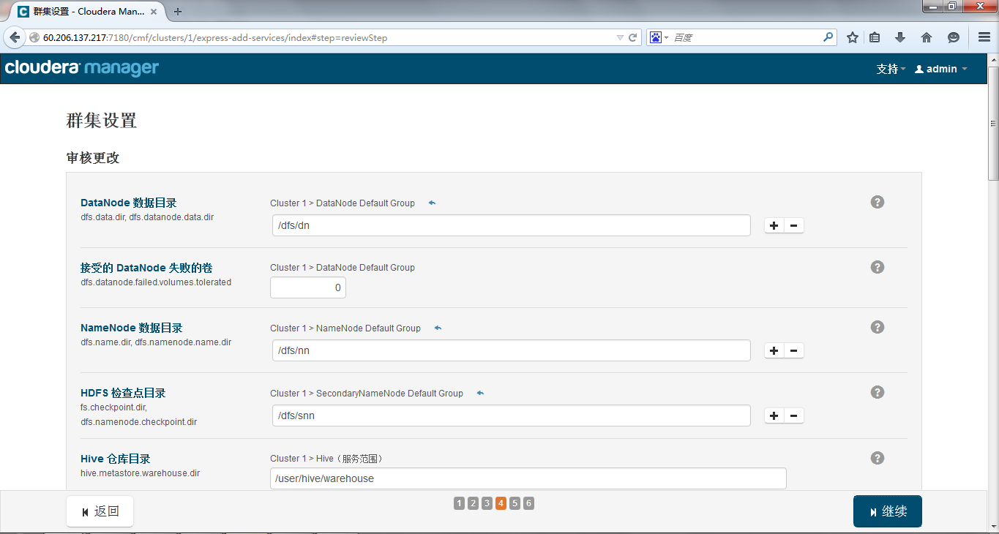 群集设置 - Cloudera Man...
60.206.137.217:7180/cmf/clusters/1/express-add-services/index#step=reviewStep
百度
cloudera manager
支持
admin
群集设置
审核更改
DataNode 数据目录
dfs.data.dir, dfs.datanode.data.dir
Cluster 1 > DataNode Default Group
/dfs/dn
接受的 DataNode 失败的卷
dfs.datanode.failed.volumes.tolerated
Cluster 1 > DataNode Default Group
0
NameNode 数据目录
dfs.name.dir, dfs.namenode.name.dir
Cluster 1 > NameNode Default Group
/dfs/nn
HDFS 检查点目录
fs.checkpoint.dir,
dfs.namenode.checkpoint.dir
Cluster 1 > SecondaryNameNode Default Group
/dfs/snn
Hive 仓库目录
hive.metastore.warehouse.dir
Cluster 1 > Hive（服务范围）
/user/hive/warehouse
返回
1 2 3 4 5 6
继续